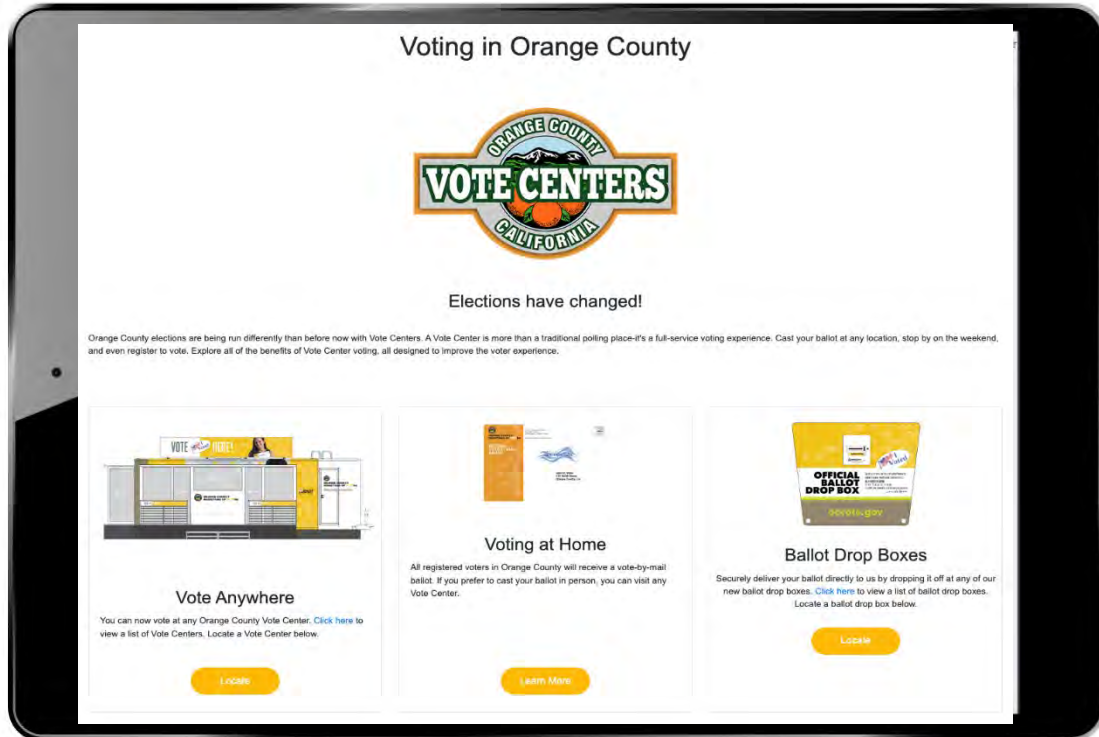 Voting in Orange County
ORANGE COUNTY
VOTE CENTERS
CALIFORNIA
Elections have changed!
Orange County elections are being run differently than before now with Vote Centers. A Vote Center is more than a traditional polling place-it's a full-service voting experience. Cast your ballot at any location, stop by on the weekend,
and even register to vote. Explore all of the benefits of Vote Center voting, all designed to improve the voter experience.
VOTE HERE!
Vote Anywhere
You can now vote at any Orange County Vote Center. Click here to
view a list of Vote Centers. Locate a Vote Center below.
Locate
Voting at Home
All registered voters in Orange County will receive a vote-by-mail
ballot. If you prefer to cast your ballot in person, you can visit any
Vote Center.
Learn More
Voted
OFFICIAL
BALLOT
DROP BOX
ocvote.gov
Ballot Drop Boxes
Securely deliver your ballot directly to us by dropping it off at any of our
new ballot drop boxes. Click here to view a list of ballot drop boxes.
Locate a ballot drop box below.
Locate